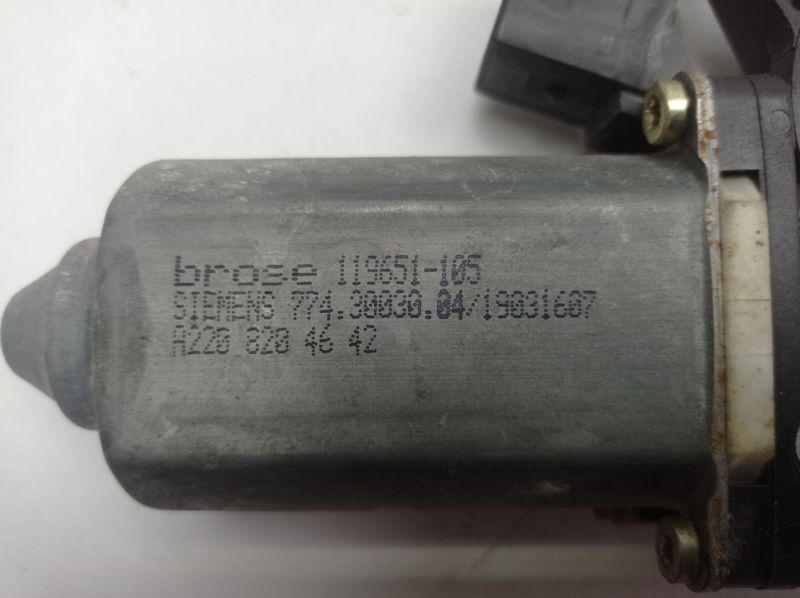 brose 119651-105
SIEMENS 774.30030.04/19031607
A220 820 46 42